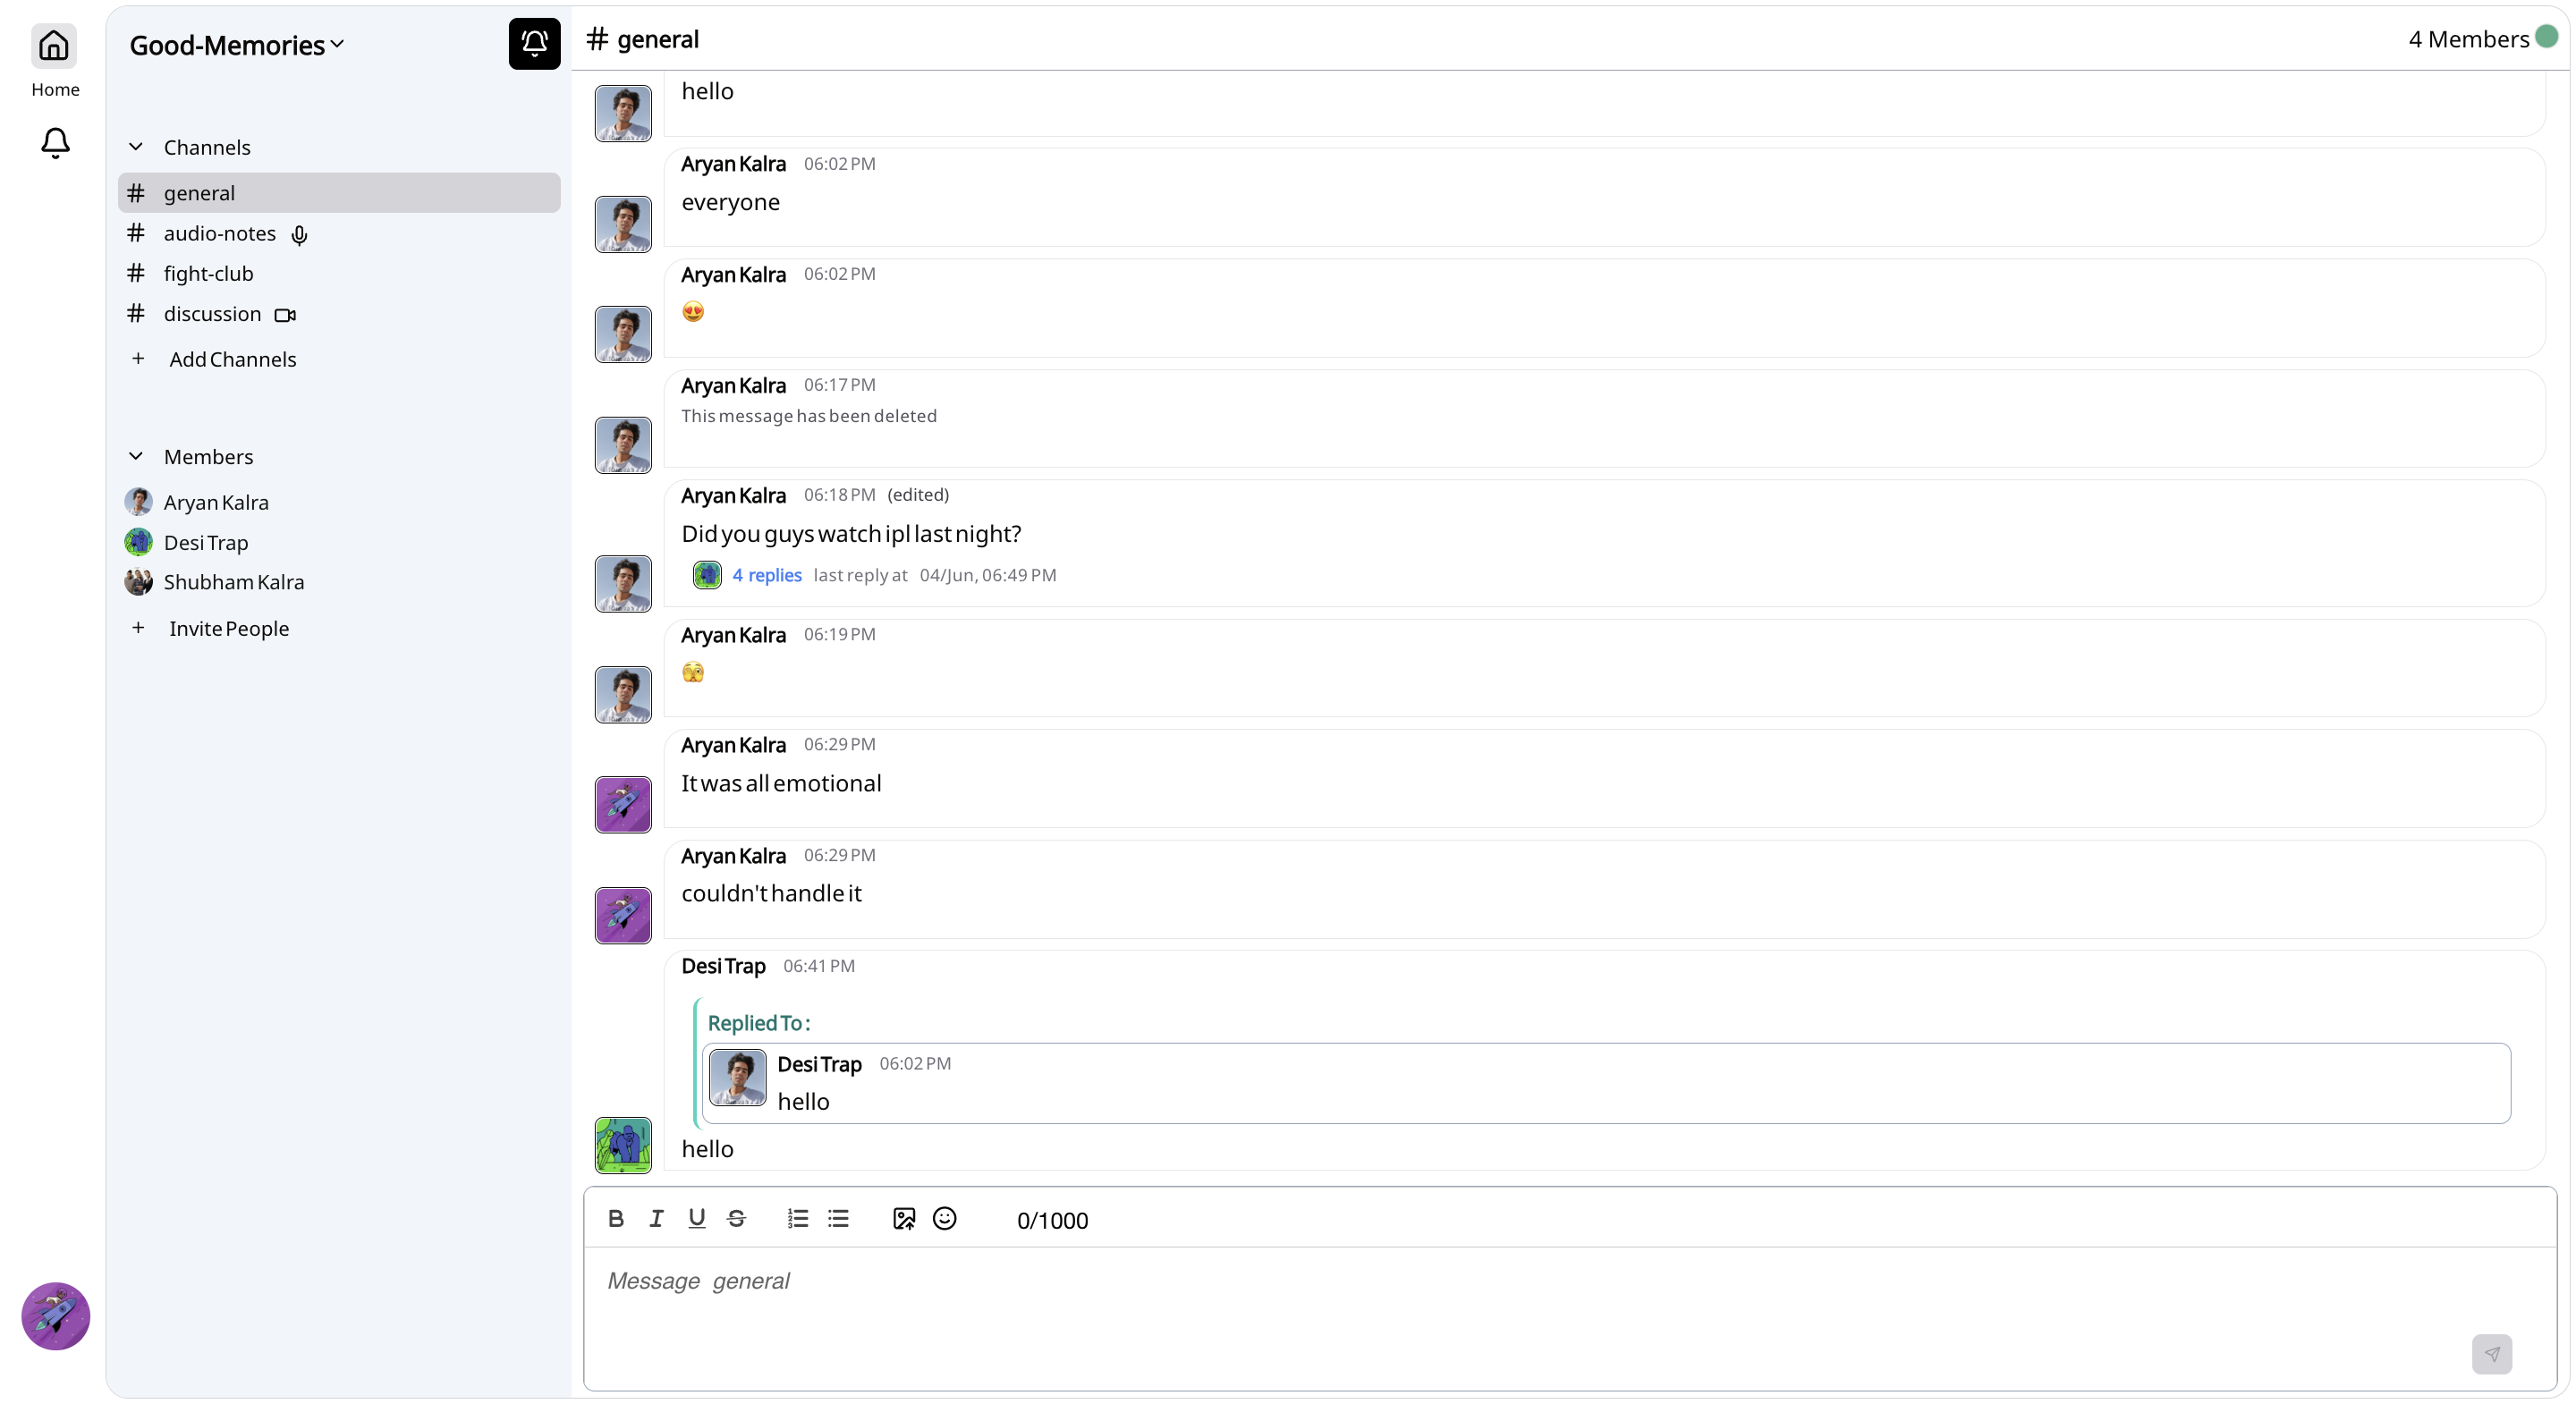 Home
Good-Memories
Channels
# general
# audio-notes
# fight-club
# discussion
+ Add Channels
Members
Aryan Kalra
Desi Trap
Shubham Kalra
+ Invite People
# general
4 Members
hello
Aryan Kalra 06:02 PM
everyone
Aryan Kalra 06:02 PM
😍
Aryan Kalra 06:17 PM
This message has been deleted
Aryan Kalra 06:18 PM (edited)
Did you guys watch ipl last night?
4 replies last reply at 04/Jun, 06:49 PM
Aryan Kalra 06:19 PM
🫣
Aryan Kalra 06:29 PM
It was all emotional
Aryan Kalra 06:29 PM
couldn't handle it
Desi Trap 06:41 PM
Replied To :
Desi Trap 06:02 PM
hello
hello
B I U S 0/1000
Message general